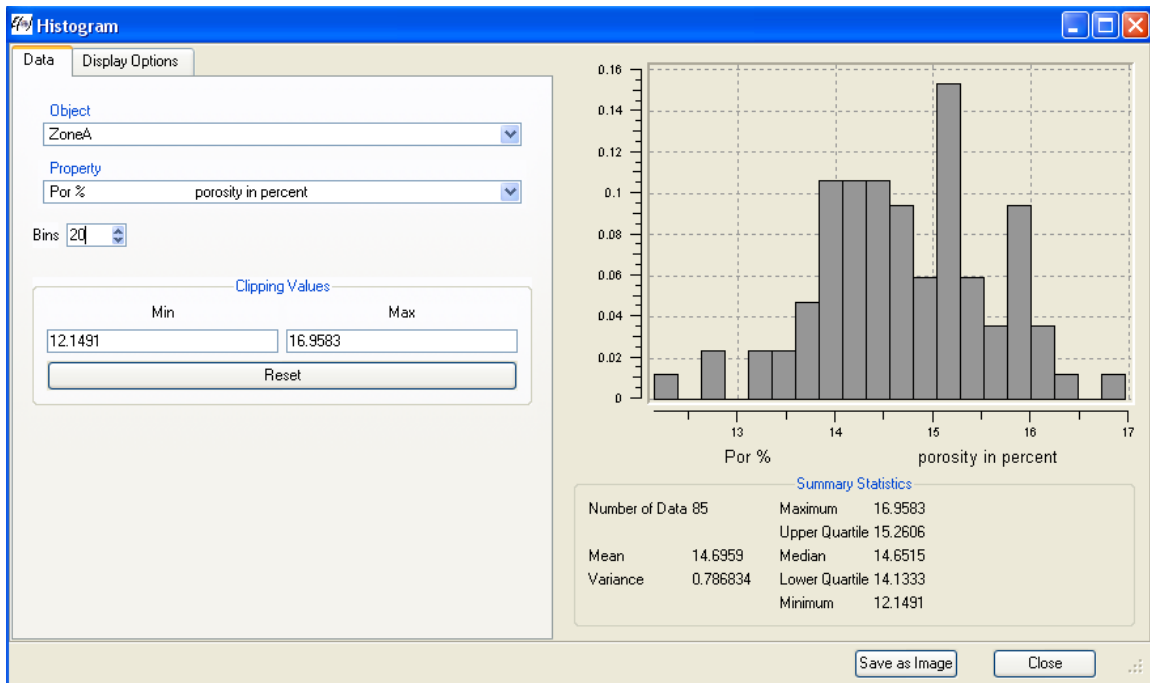 Histogram
Data Display Options
Object
ZoneA
Property
Por % porosity in percent
Bins 20
Clipping Values
Min Max
12.1491 16.9583
Reset
0.16
0.14
0.12
0.1
0.08
0.06
0.04
0.02
0
13 14 15 16 17
Por % porosity in percent
Summary Statistics
Number of Data 85 Maximum 16.9583
Upper Quartile 15.2606
Mean 14.6959 Median 14.6515
Variance 0.786834 Lower Quartile 14.1333
Minimum 12.1491
Save as Image Close